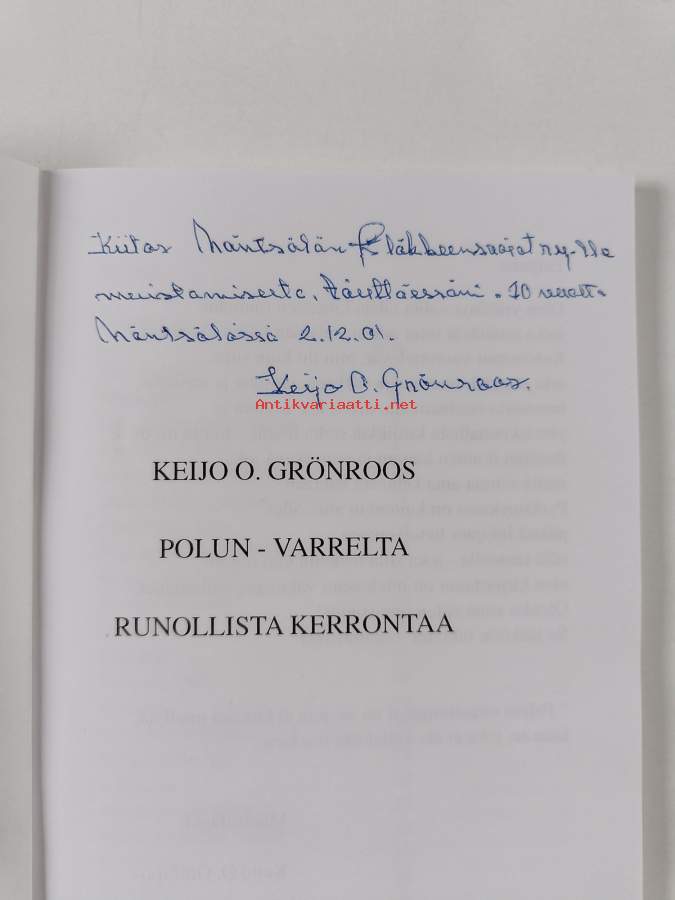 Kiitos Mäntsälän Eläkkeensaajat ry-lle
muistamisesta, täyttäessäni 70 vuott.
Mäntsälässä 2.12.01.
Keijo O. Grönroos.
Antikvariaatti.net
KEIJO O. GRÖNROOS
POLUN - VARRELTA
RUNOLLISTA KERRONTAA